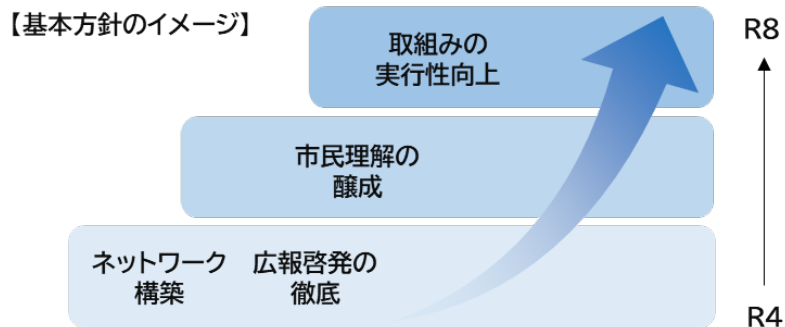 【基本方針のイメージ】
取組みの
実行性向上
R8
市民理解の
醸成
ネットワーク
構築
広報啓発の
徹底
R4